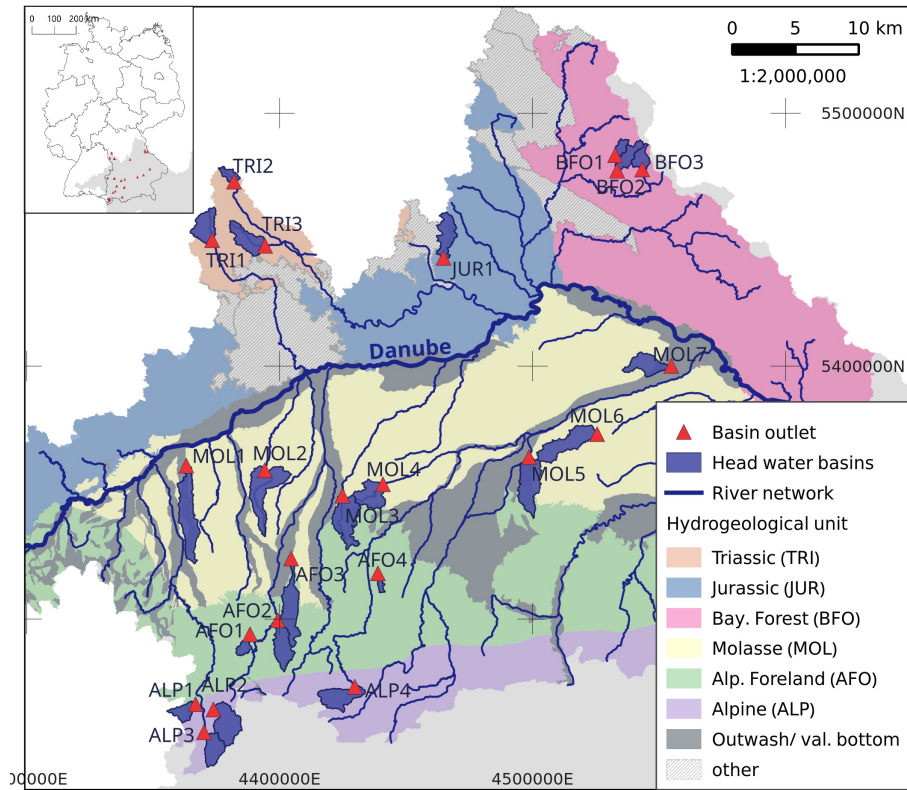 0 100 200 km
0 5 10 km
1:2,000,000
5500000N
BFO1
BFO3
BFO2
TRI2
TRI3
TRI1
JUR1
Danube
MOL7
5400000N
MOL6
MOL1
MOL2
MOL4
MOL5
MOL3
AFO4
AFO3
AFO2
AFO1
ALP1
ALP2
ALP4
ALP3
00000E
4400000E
4500000E
Basin outlet
Head water basins
River network
Hydrogeological unit
Triassic (TRI)
Jurassic (JUR)
Bay. Forest (BFO)
Molasse (MOL)
Alp. Foreland (AFO)
Alpine (ALP)
Outwash/ val. bottom
other